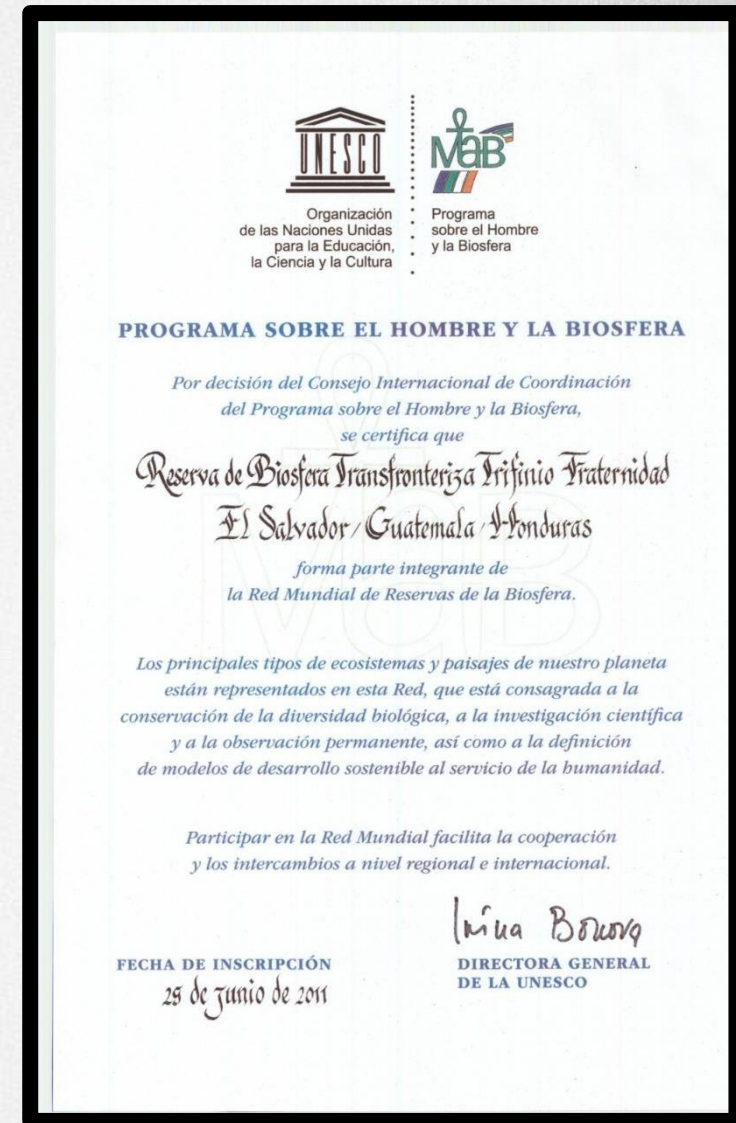 UNESCO
MaB
Organización
de las Naciones Unidas
para la Educación,
la Ciencia y la Cultura
Programa
sobre el Hombre
y la Biosfera
PROGRAMA SOBRE EL HOMBRE Y LA BIOSFERA
Por decisión del Consejo Internacional de Coordinación
del Programa sobre el Hombre y la Biosfera,
se certifica que
Reserva de Biosfera Transfronteriza Trifinio Fraternidad
El Salvador/Guatemala/Honduras
forma parte integrante de
la Red Mundial de Reservas de la Biosfera.
MaB
Los principales tipos de ecosistemas y paisajes de nuestro planeta
están representados en esta Red, que está consagrada a la
conservación de la diversidad biológica, a la investigación científica
y a la observación permanente, así como a la definición
de modelos de desarrollo sostenible al servicio de la humanidad.
Participar en la Red Mundial facilita la cooperación
y los intercambios a nivel regional e internacional.
Irina Bokova
FECHA DE INSCRIPCIÓN
29 de Junio de 2011
DIRECTORA GENERAL
DE LA UNESCO